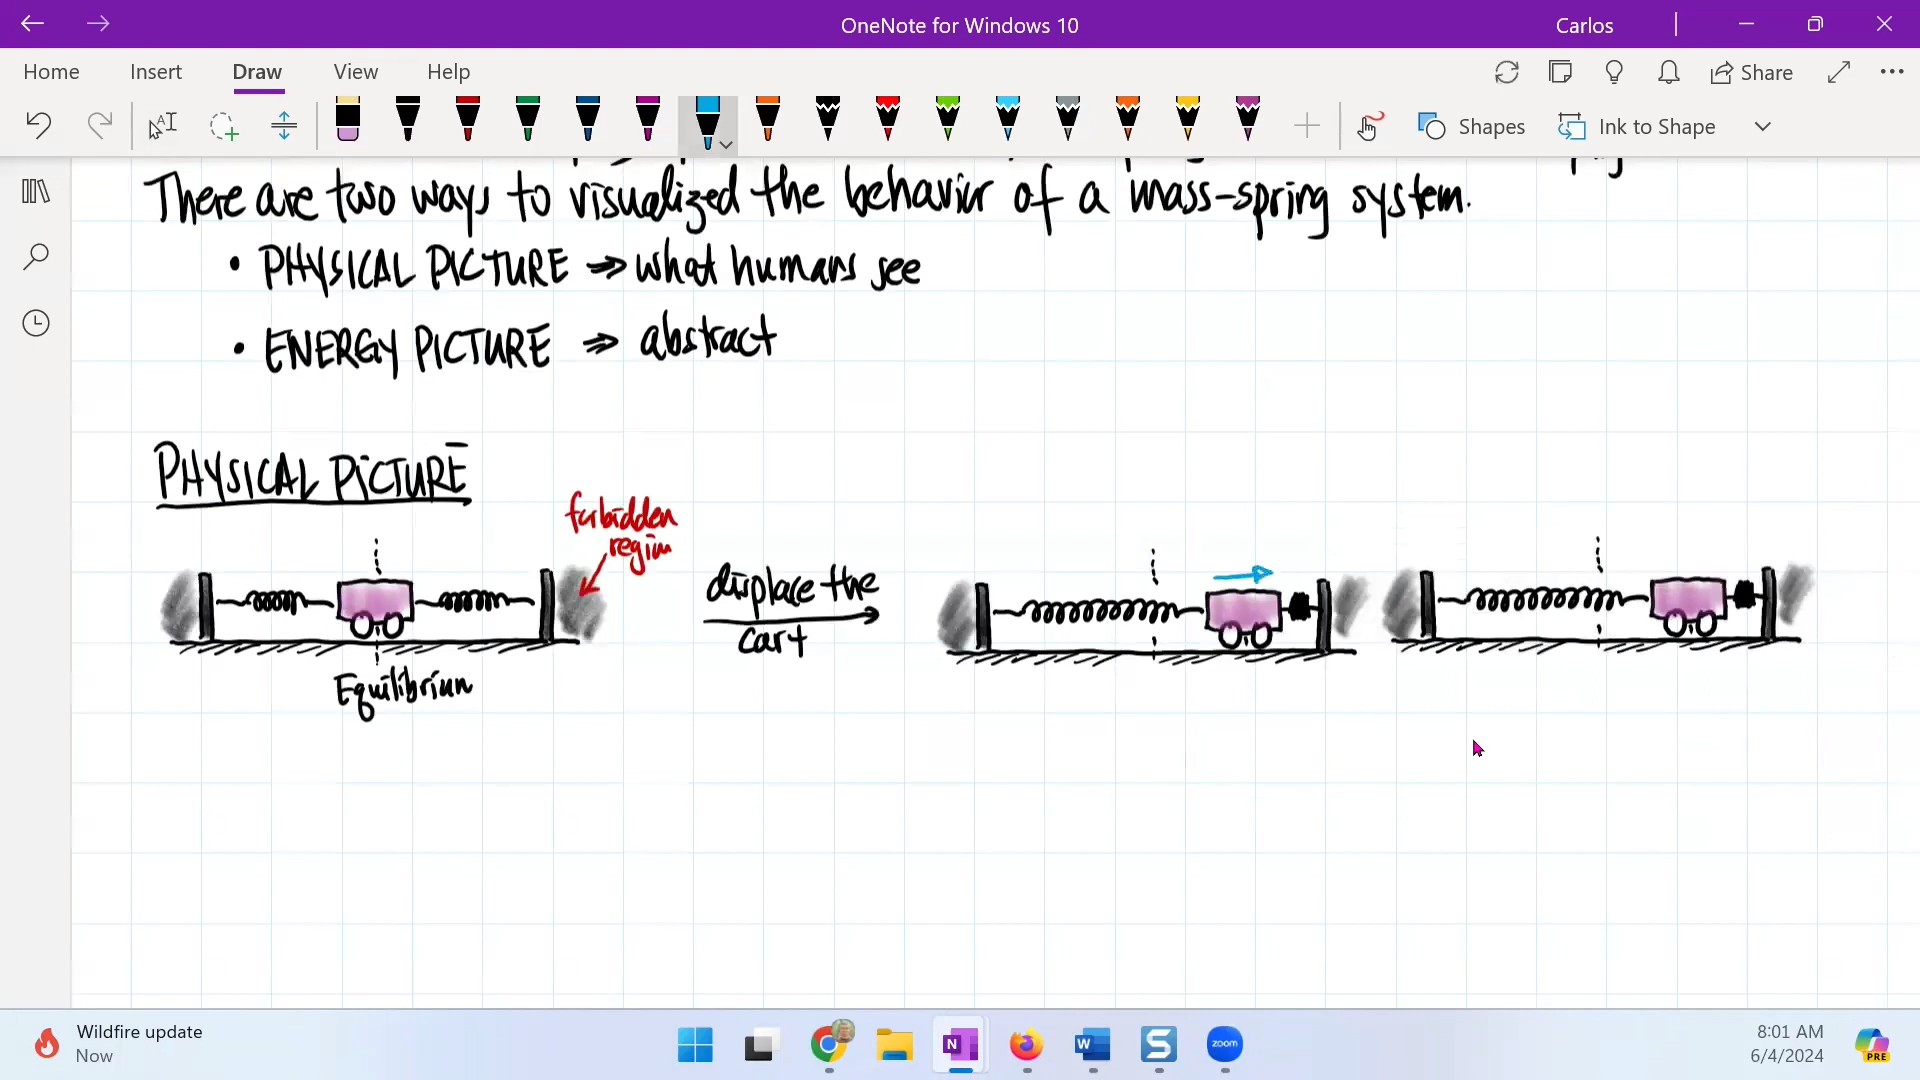 OneNote for Windows 10
Carlos
Home Insert Draw View Help
Share
Shapes
Ink to Shape
There are two ways to visualized the behavior of a mass-spring system.
• PHYSICAL PICTURE ⇒ what humans see
• ENERGY PICTURE ⇒ abstract
PHYSICAL PICTURE
forbidden
region
displace the
cart
Equilibrium
Wildfire update
Now
zoom
8:01 AM
6/4/2024
PRE